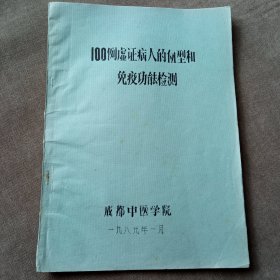 100例虚证病人的血型和
免疫功能检测
成都中医学院
一九八九年一月